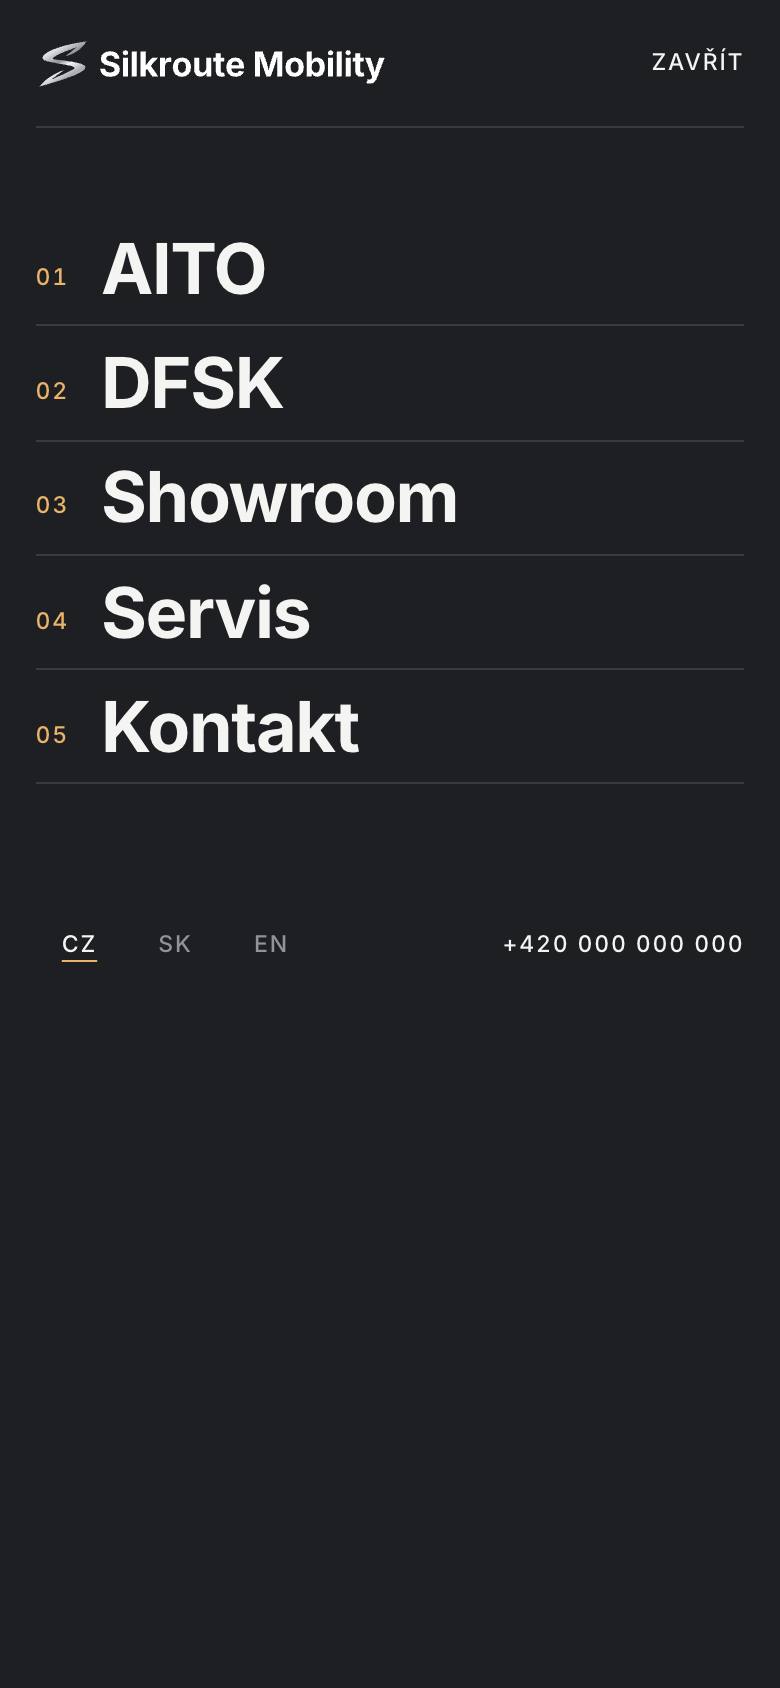 Silkroute Mobility ZAVŘÍT
01 AITO
02 DFSK
03 Showroom
04 Servis
05 Kontakt
CZ SK EN +420 000 000 000